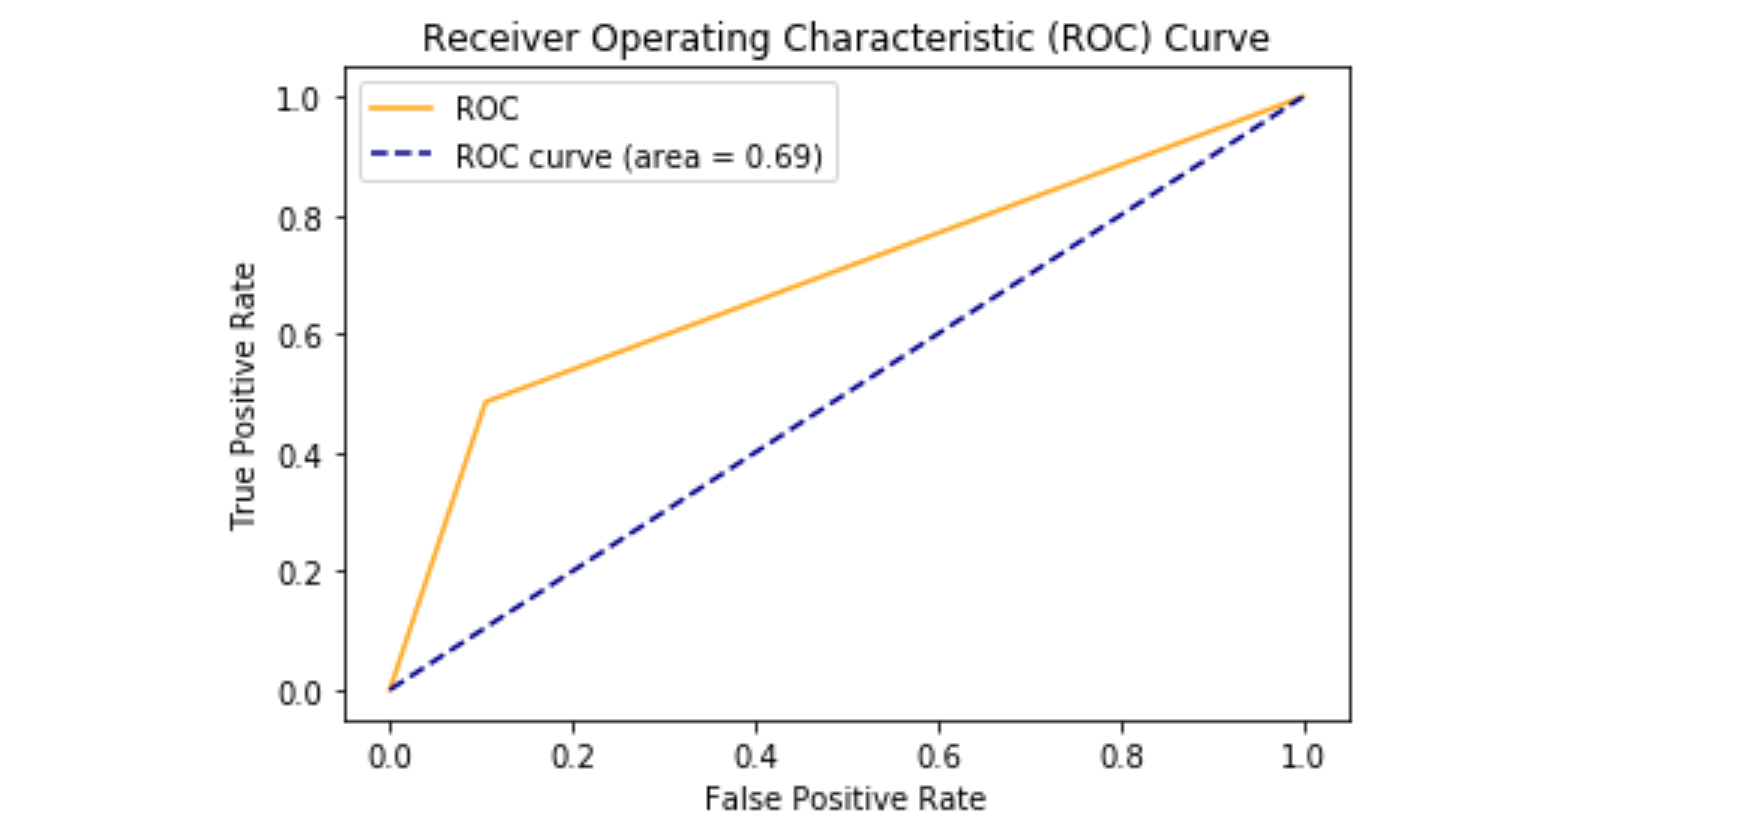 Receiver Operating Characteristic (ROC) Curve
ROC
ROC curve (area = 0.69)
True Positive Rate
1.0
0.8
0.6
0.4
0.2
0.0
0.0 0.2 0.4 0.6 0.8 1.0
False Positive Rate